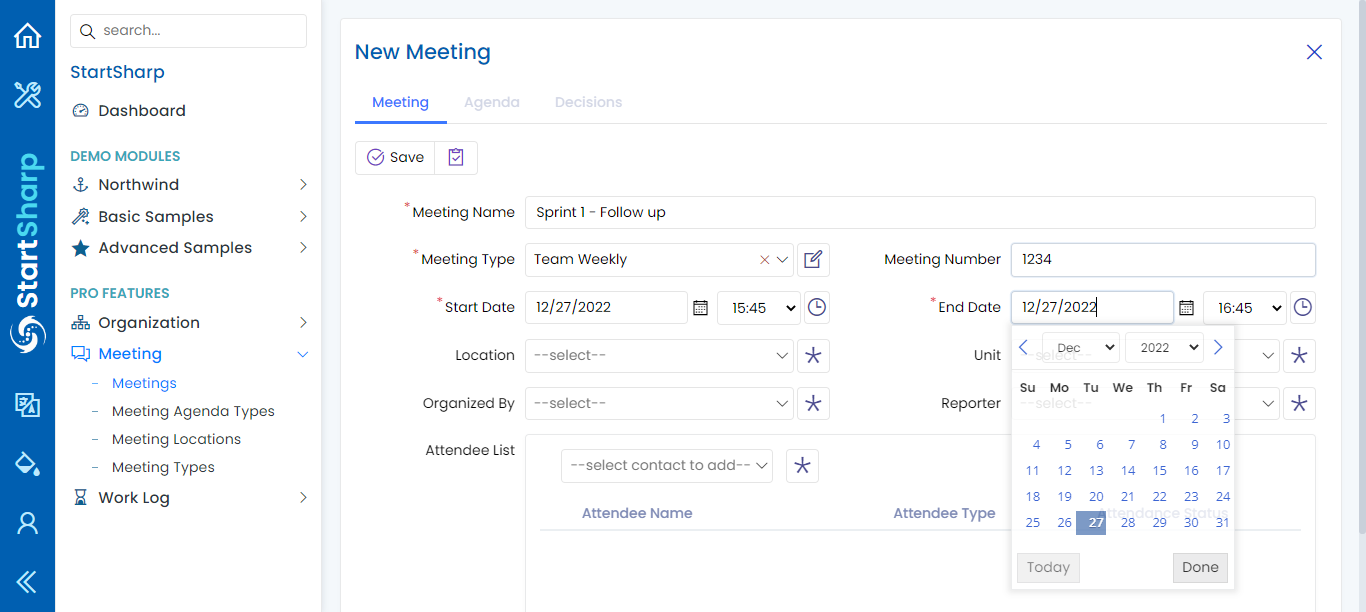 search...
StartSharp
Dashboard
DEMO MODULES
Northwind
Basic Samples
Advanced Samples
PRO FEATURES
Organization
Meeting
Meetings
Meeting Agenda Types
Meeting Locations
Meeting Types
Work Log
StartSharp
New Meeting
Meeting Agenda Decisions
Save
*Meeting Name Sprint 1 - Follow up
*Meeting Type Team Weekly Meeting Number 1234
*Start Date 12/27/2022 15:45 *End Date 12/27/2022 16:45
Location --select-- Unit --select--
Organized By --select-- Reporter --select--
Attendee List
--select contact to add--
Attendee Name Attendee Type Attendance Status
Dec 2022
Su Mo Tu We Th Fr Sa
1 2 3
4 5 6 7 8 9 10
11 12 13 14 15 16 17
18 19 20 21 22 23 24
25 26 27 28 29 30 31
Today Done